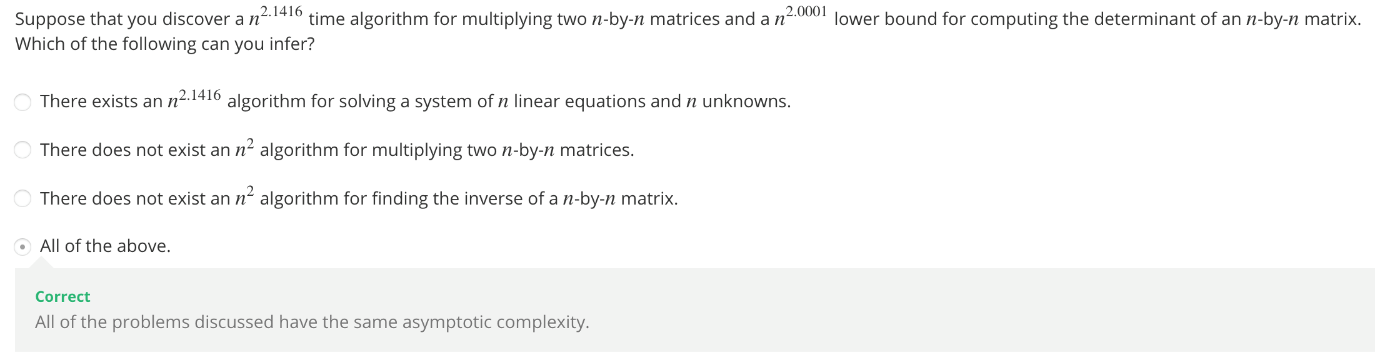 Suppose that you discover a n^2.1416 time algorithm for multiplying two n-by-n matrices and a n^2.0001 lower bound for computing the determinant of an n-by-n matrix.
Which of the following can you infer?
There exists an n^2.1416 algorithm for solving a system of n linear equations and n unknowns.
There does not exist an n^2 algorithm for multiplying two n-by-n matrices.
There does not exist an n^2 algorithm for finding the inverse of a n-by-n matrix.
All of the above.
Correct
All of the problems discussed have the same asymptotic complexity.